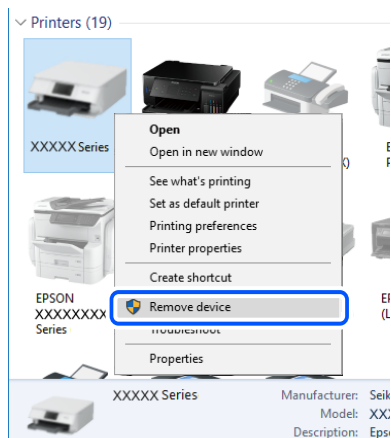 Printers (19)
XXXXX Series
Open
Open in new window
See what's printing
Set as default printer
Printing preferences
Printer properties
Create shortcut
Remove device
Troubleshoot
Properties
EPSON
XXXXXXXX
Series
XXXXX Series
Manufacturer:
Model:
Description: